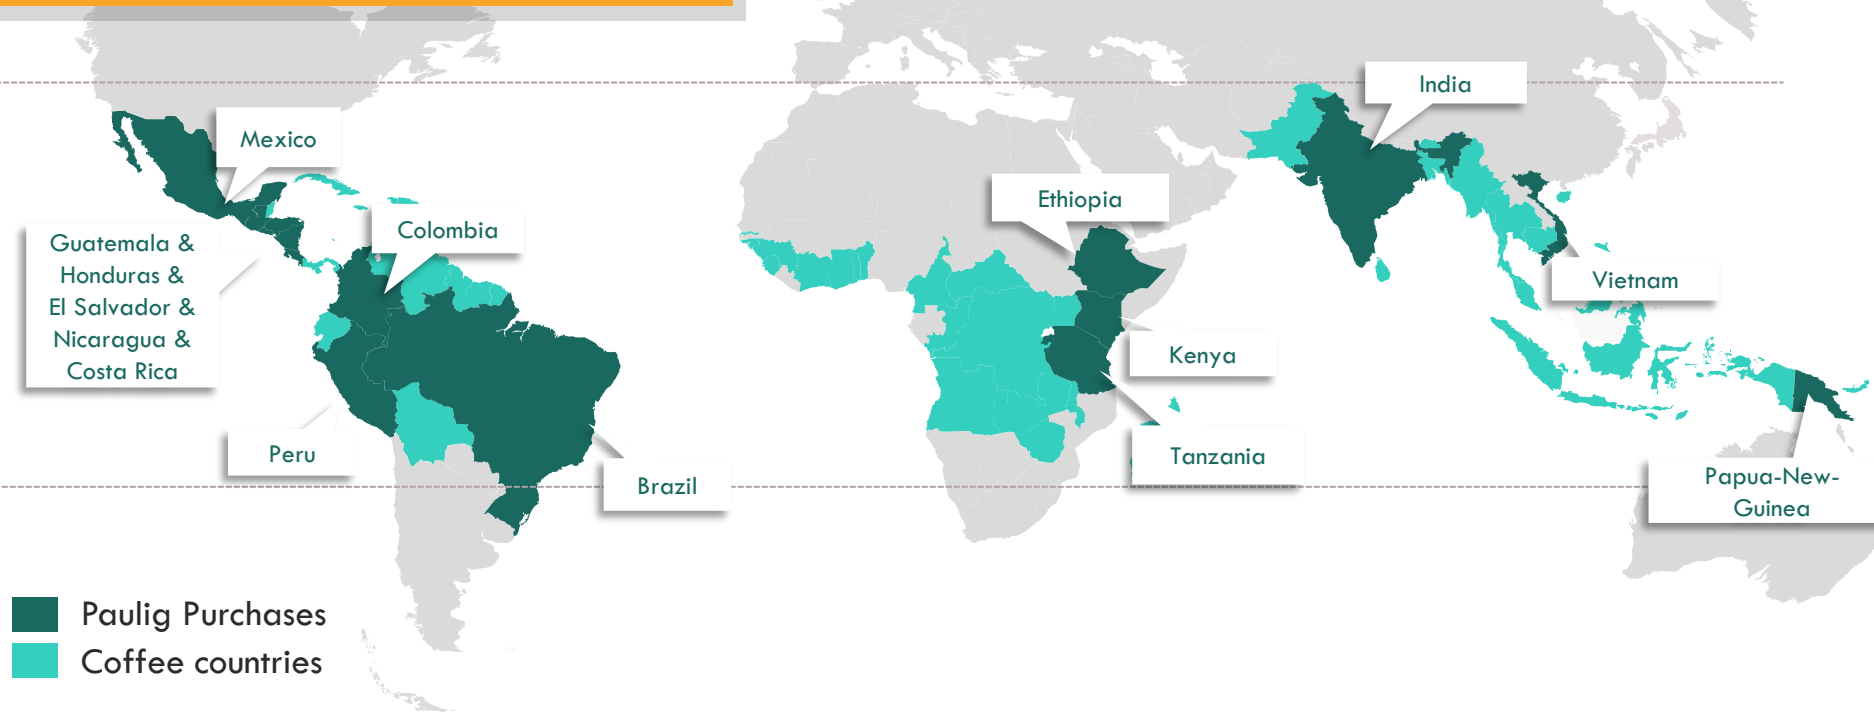 India
Mexico
Ethiopia
Colombia
Guatemala &
Honduras &
El Salvador &
Nicaragua &
Costa Rica
Vietnam
Kenya
Peru
Tanzania
Brazil
Papua-New-
Guinea
Paulig Purchases
Coffee countries